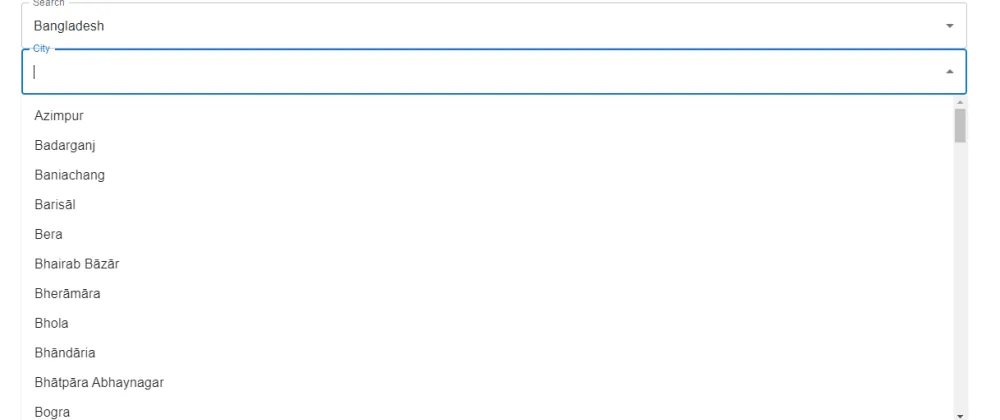 Search
Bangladesh
City
Azimpur
Badarganj
Baniachang
Barisāl
Bera
Bhairab Bāzār
Bherāmāra
Bhola
Bhāndāria
Bhātpāra Abhaynagar
Bogra